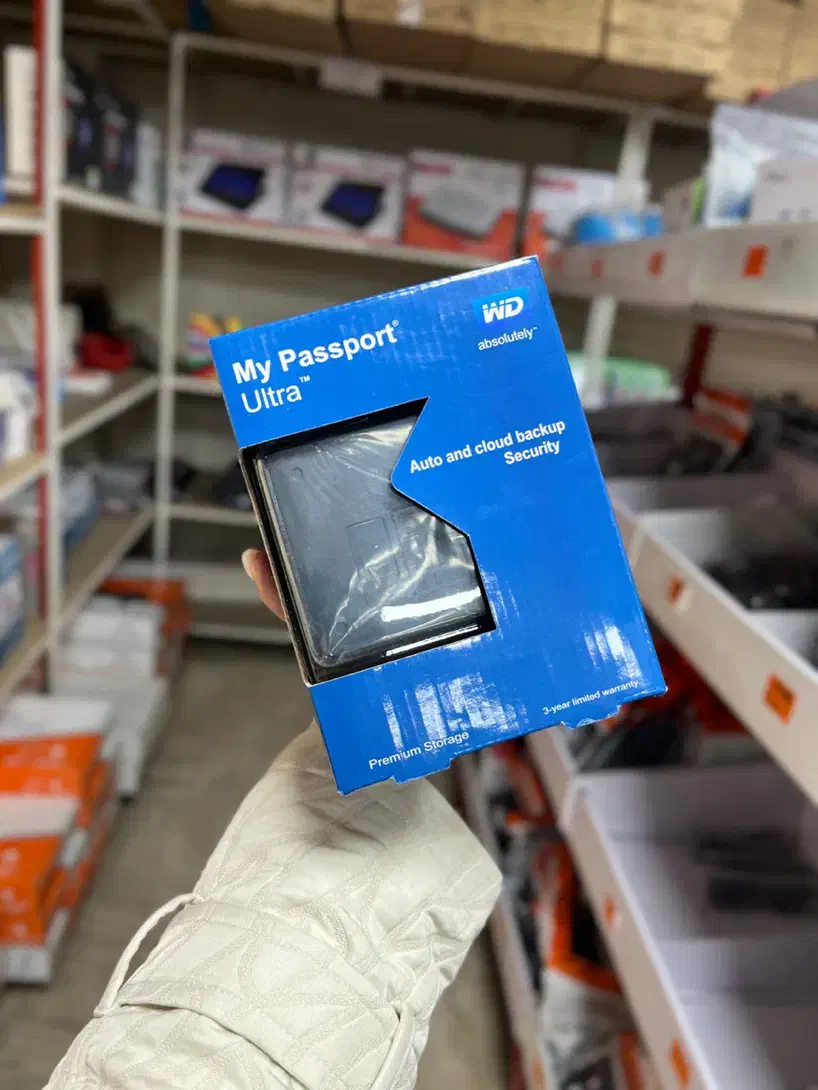 My Passport®
Ultra™
WD
absolutely™
Auto and cloud backup
Security
3-year limited warranty
Premium Storage